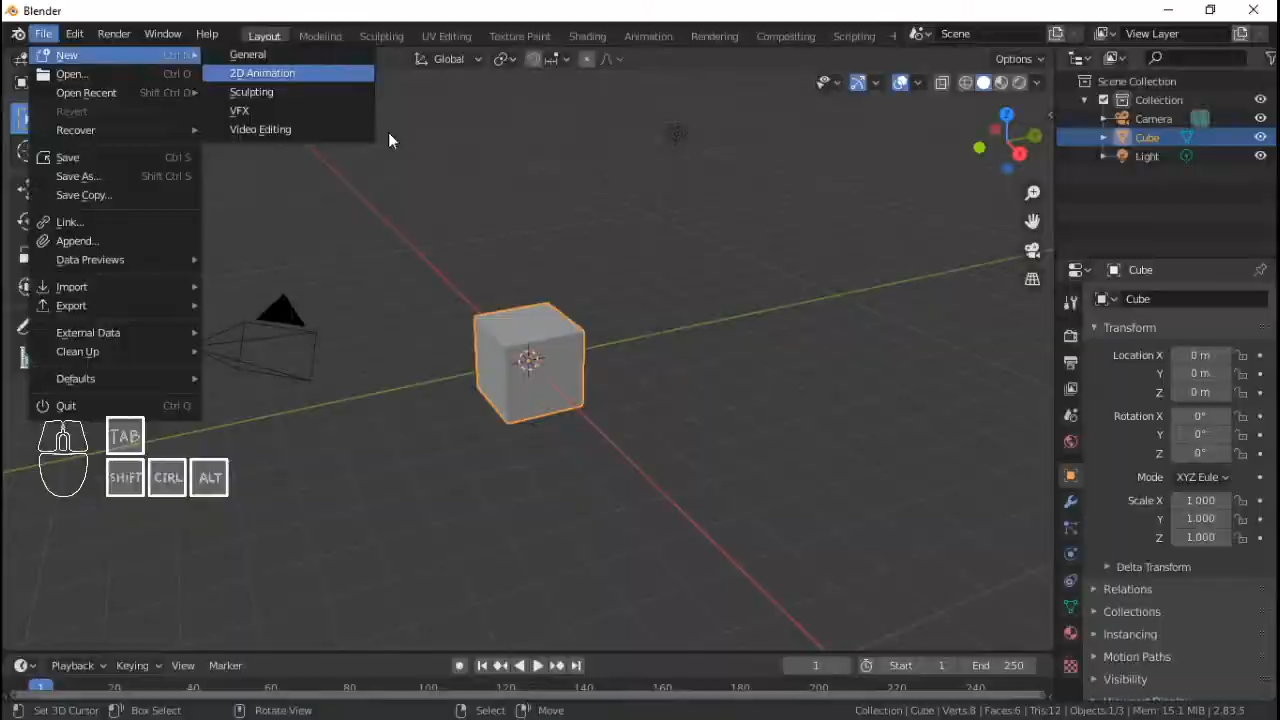 Blender
File Edit Render Window Help Layout Modeling Sculpting UV Editing Texture Paint Shading Animation Rendering Compositing Scripting + Scene View Layer
New Ctrl N
General
Global
Options
Open... Ctrl O
2D Animation
Open Recent Shift Ctrl O
Sculpting
Revert
VFX
Recover
Video Editing
Save Ctrl S
Save As... Shift Ctrl S
Save Copy...
Link...
Append...
Data Previews
Import
Export
External Data
Clean Up
Defaults
Quit Ctrl Q
TAB
SHIFT CTRL ALT
Z
Y
X
Scene Collection
Collection
Camera
Cube
Light
Cube
Cube
Transform
Location X 0 m
Y 0 m
Z 0 m
Rotation X 0°
Y 0°
Z 0°
Mode XYZ Eule
Scale X 1.000
Y 1.000
Z 1.000
Delta Transform
Relations
Collections
Instancing
Motion Paths
Visibility
Playback Keying View Marker 1 Start 1 End 250
1 20 60 80 100 120 140 160 180 200 220 240
Set 3D Cursor Box Select Rotate View Select Move Collection | Cube | Verts:8 | Faces:6 | Tris:12 | Objects:1/3 | Mem: 15.1 MiB | 2.83.5